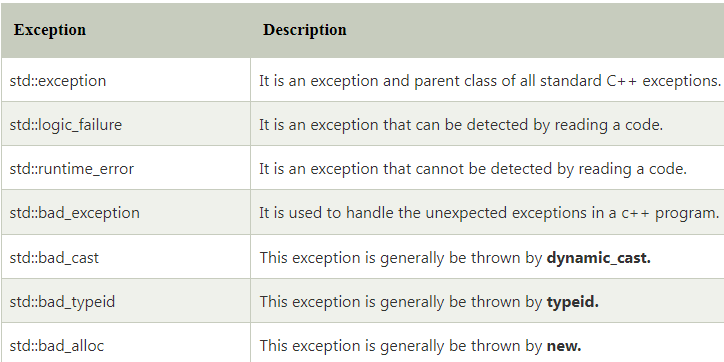 Exception Description
std::exception It is an exception and parent class of all standard C++ exceptions.
std::logic_failure It is an exception that can be detected by reading a code.
std::runtime_error It is an exception that cannot be detected by reading a code.
std::bad_exception It is used to handle the unexpected exceptions in a c++ program.
std::bad_cast This exception is generally be thrown by dynamic_cast.
std::bad_typeid This exception is generally be thrown by typeid.
std::bad_alloc This exception is generally be thrown by new.